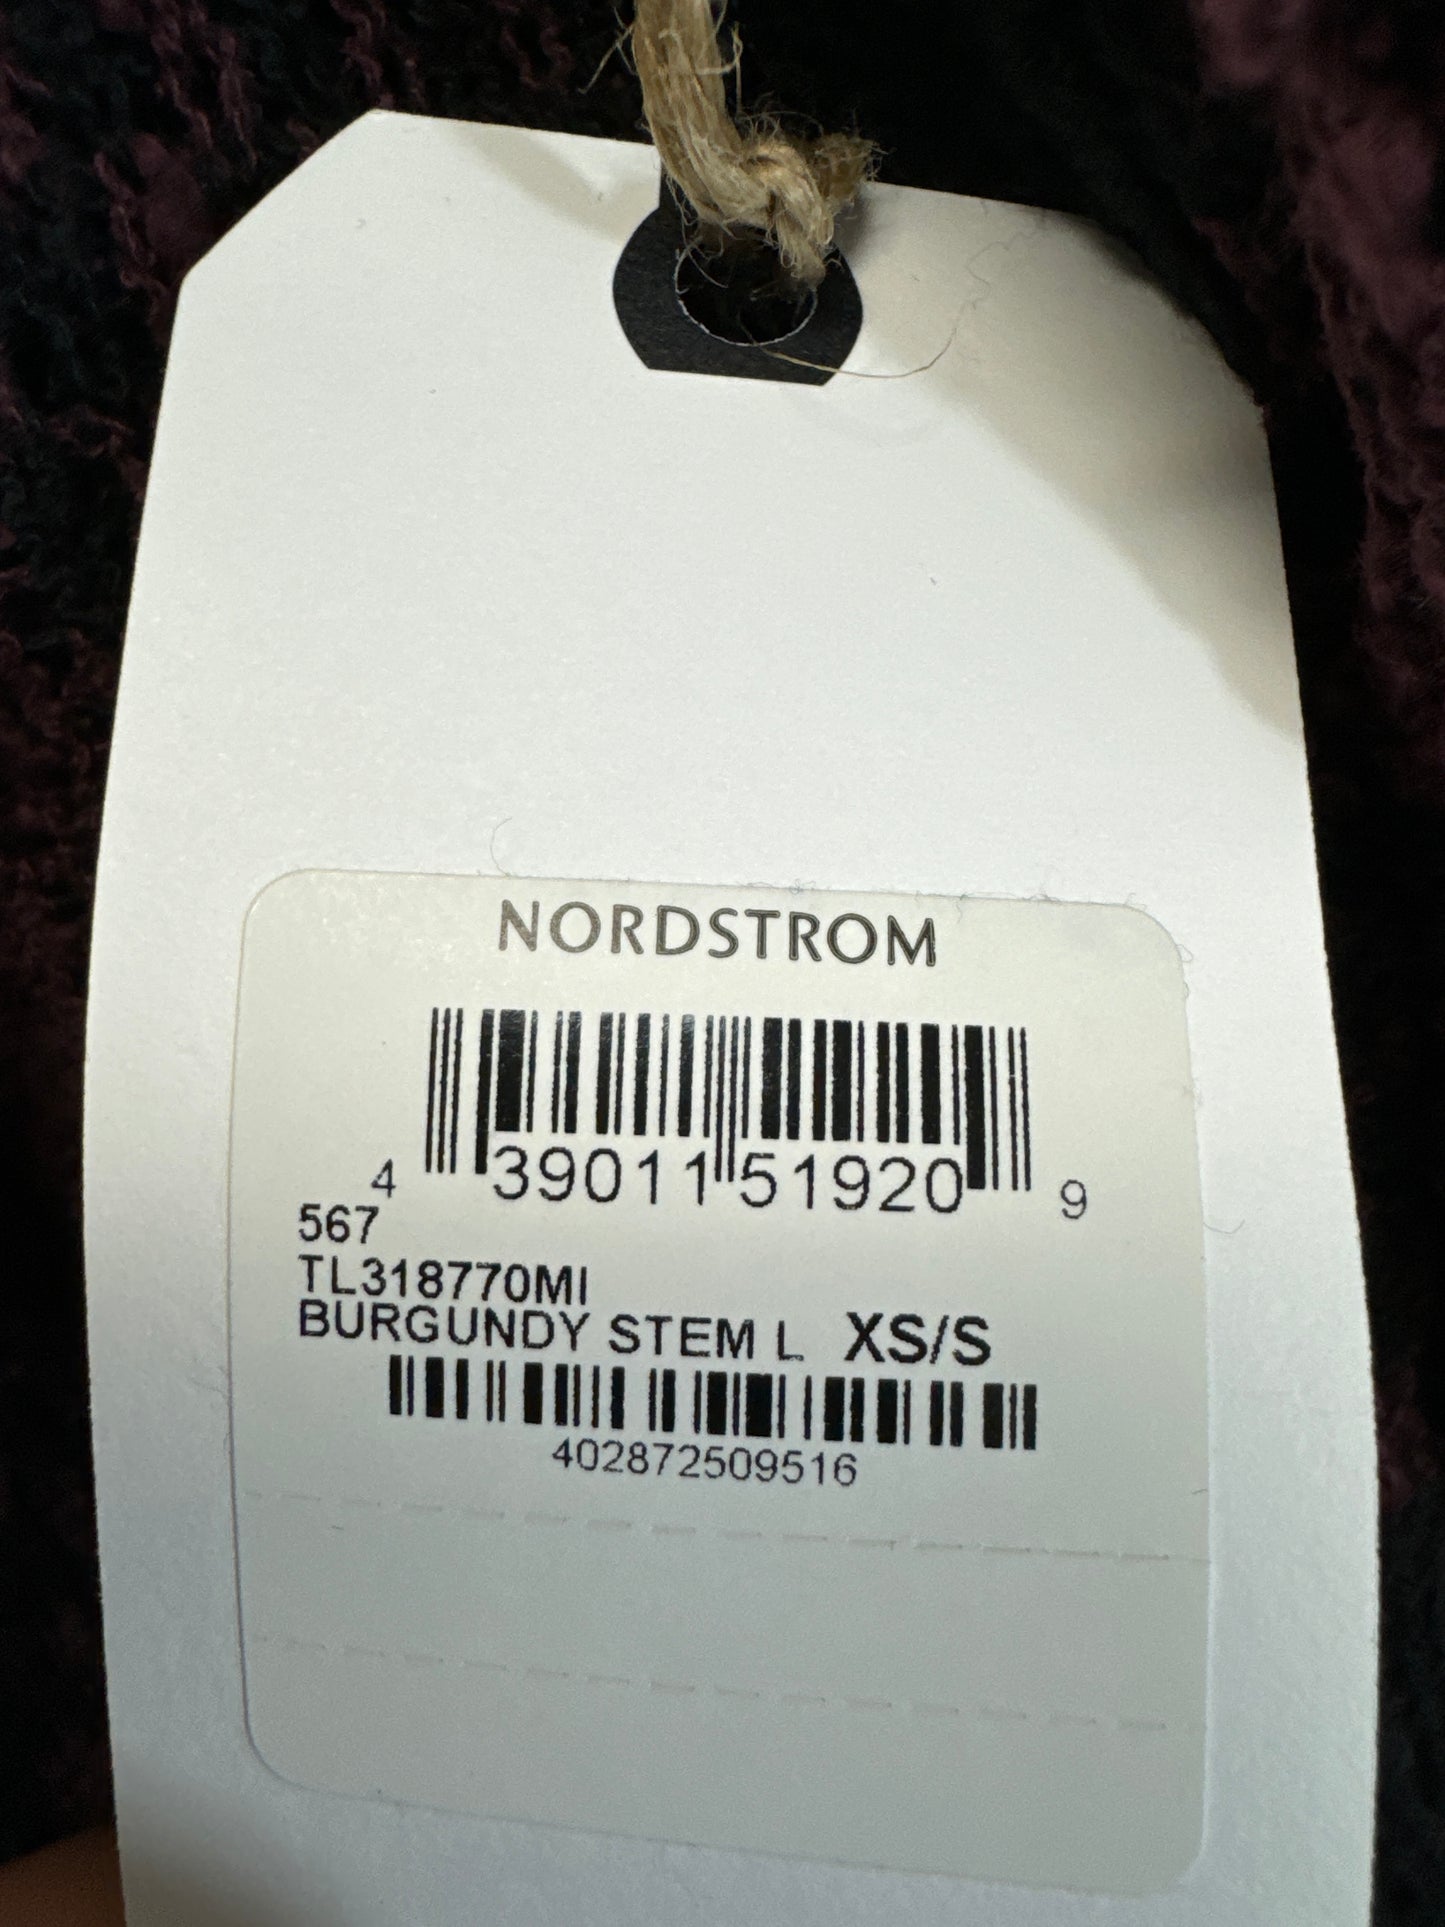 NORDSTROM
4 39011 51920 9
567
TL318770MI
BURGUNDY STEM L XS/S
402872509516